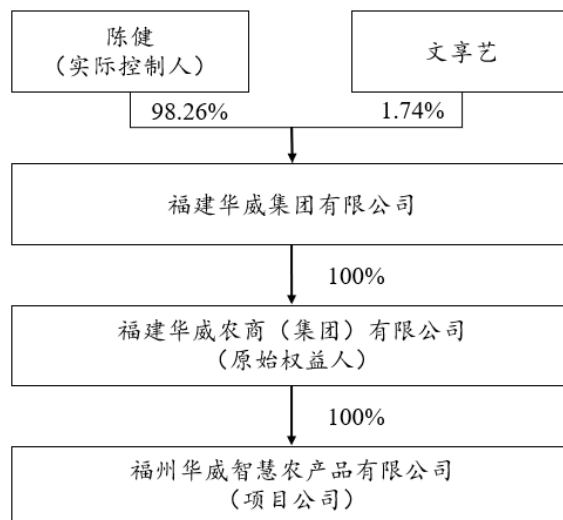 陈健
（实际控制人）
文享艺
98.26%
1.74%
福建华威集团有限公司
100%
福建华威农商（集团）有限公司
（原始权益人）
100%
福州华威智慧农产品有限公司
（项目公司）